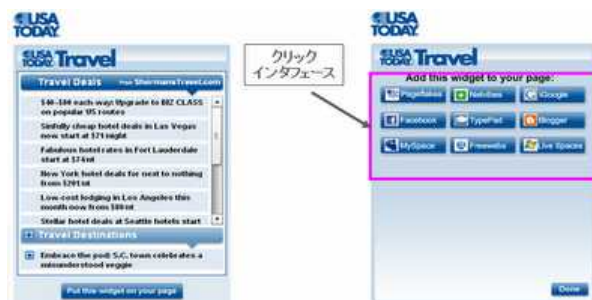 USA
TODAY
USA
TODAY Travel
Travel Deals from ShermansTravel.com
$40-$84 each-way: Upgrade to BIZ CLASS
on popular US routes
Sinfully cheap hotel deals in Las Vegas
now start at $71 night
Fabulous hotel rates in Fort Lauderdale
start at $74 nt
New York hotel deals for next to nothing
from $201 nt
Low-cost lodging in Los Angeles this
month now from $80 nt
Stellar hotel deals at Seattle hotels start
Travel Destinations
Embrace the pod: S.C. town celebrates a
misunderstood veggie
Put this widget on your page
クリック
インタフェース
USA
TODAY
USA
TODAY Travel
Add this widget to your page:
Pageflakes Netvibes iGoogle
Facebook TypePad Blogger
MySpace Freewebs Live Spaces
Done